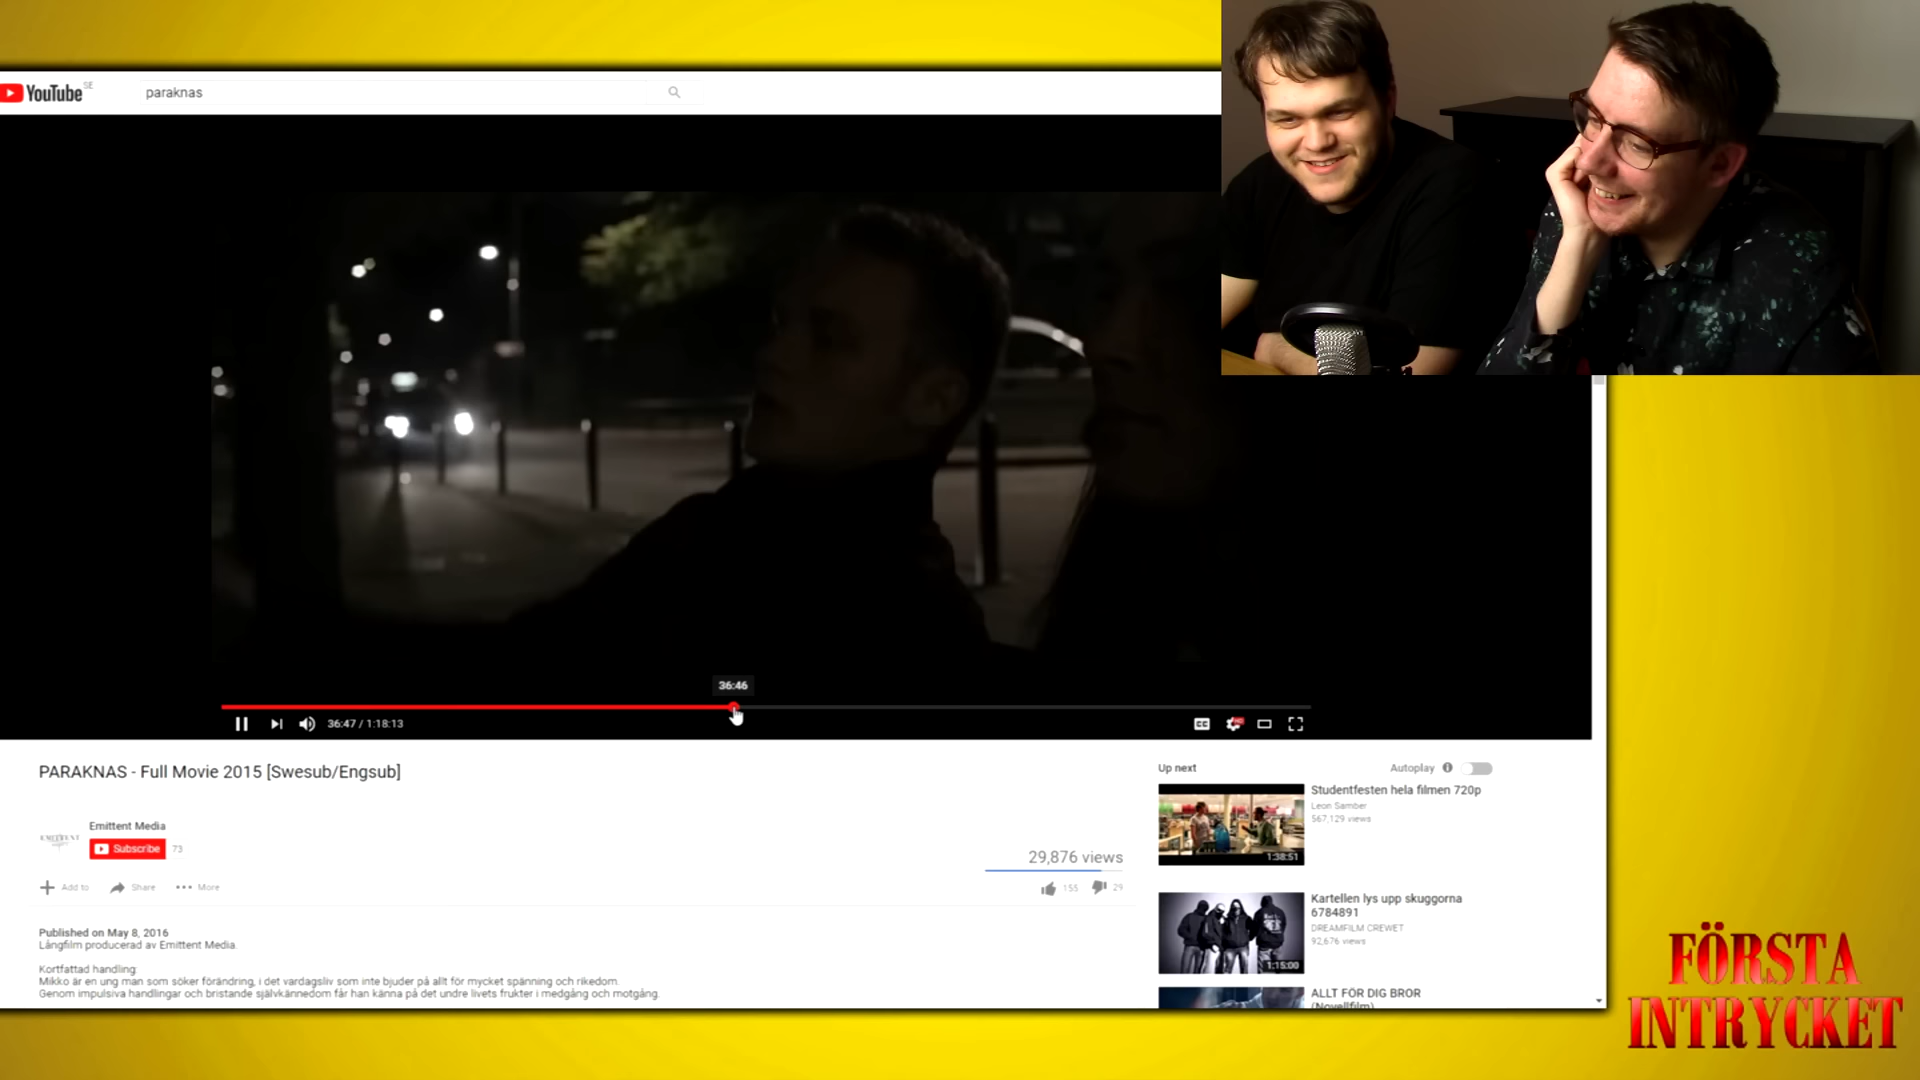 YouTube SE
paraknas
36:46
36:47 / 1:18:13
CC
HD
PARAKNAS - Full Movie 2015 [Swesub/Engsub]
EMITTENT
Emittent Media
Subscribe 73
29,876 views
Add to Share More
155 29
Published on May 8, 2016
Långfilm producerad av Emittent Media.
Kortfattad handling:
Mikko är en ung man som söker förändring, i det vardagsliv som inte bjuder på allt för mycket spänning och rikedom.
Genom impulsiva handlingar och bristande självkännedom får han känna på det undre livets frukter i medgång och motgång.
Up next
Autoplay
Studentfesten hela filmen 720p
Leon Samber
567,129 views
1:38:51
Kartellen lys upp skuggorna
6784891
DREAMFILM CREWET
92,676 views
1:15:00
ALLT FÖR DIG BROR
(Novellfilm)
FÖRSTA
INTRYCKET